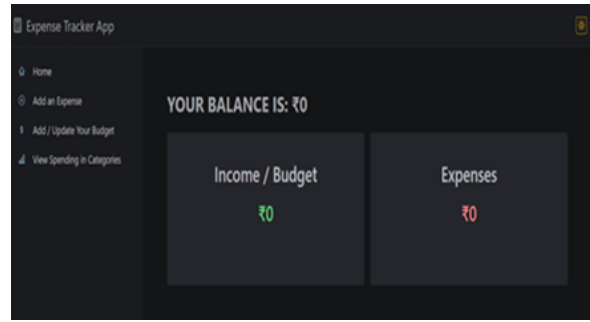 Expense Tracker App
Home
Add an Expense
Add / Update Your Budget
View Spending in Categories
YOUR BALANCE IS: ₹0
Income / Budget
₹0
Expenses
₹0